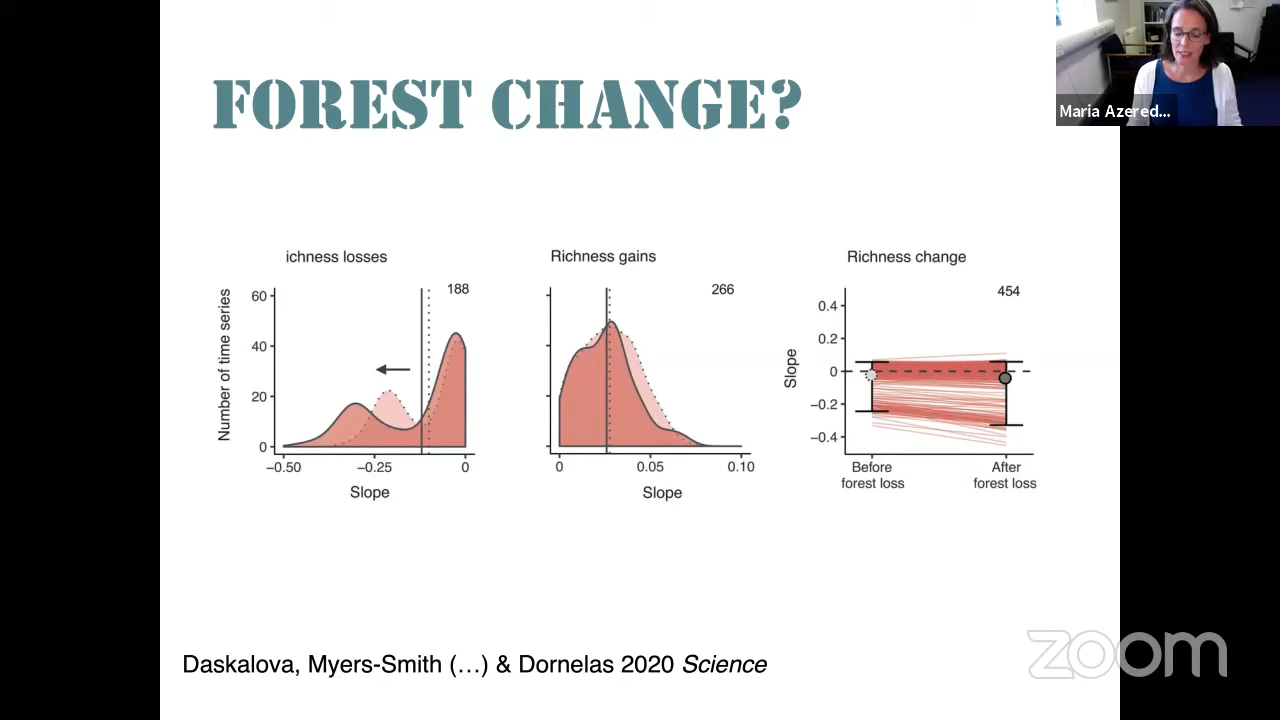 FOREST CHANGE?
Maria Azered...
ichness losses
188
Number of time series
60
40
20
0
−0.50
−0.25
0
Slope
Richness gains
266
0
0.05
0.10
Slope
Richness change
454
Slope
0.4
0.2
0
−0.2
−0.4
Before
forest loss
After
forest loss
Daskalova, Myers-Smith (…) & Dornelas 2020 Science
zoom